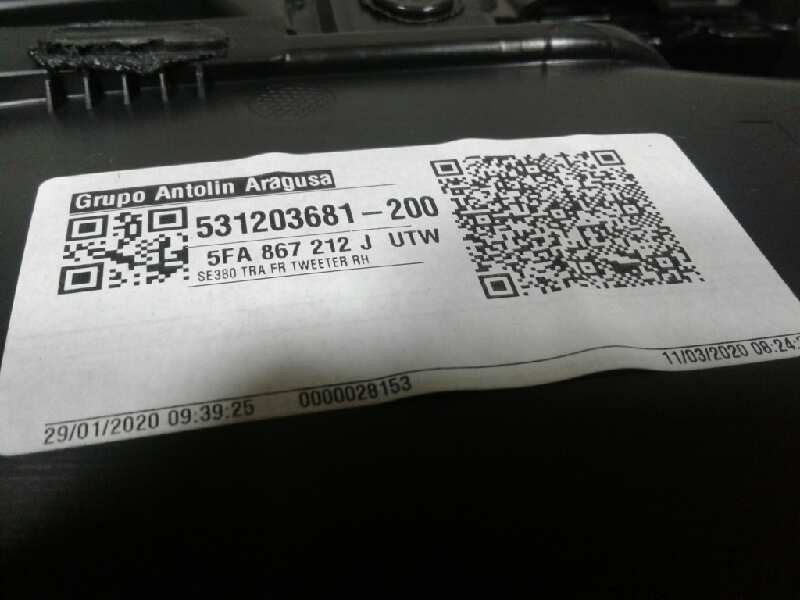 Grupo Antolin Aragusa
531203681-200
5FA 867 212 J UTW
SE380 TRA FR TWEETER RH
29/01/2020 09:39:25 0000028153 11/03/2020 08:24: